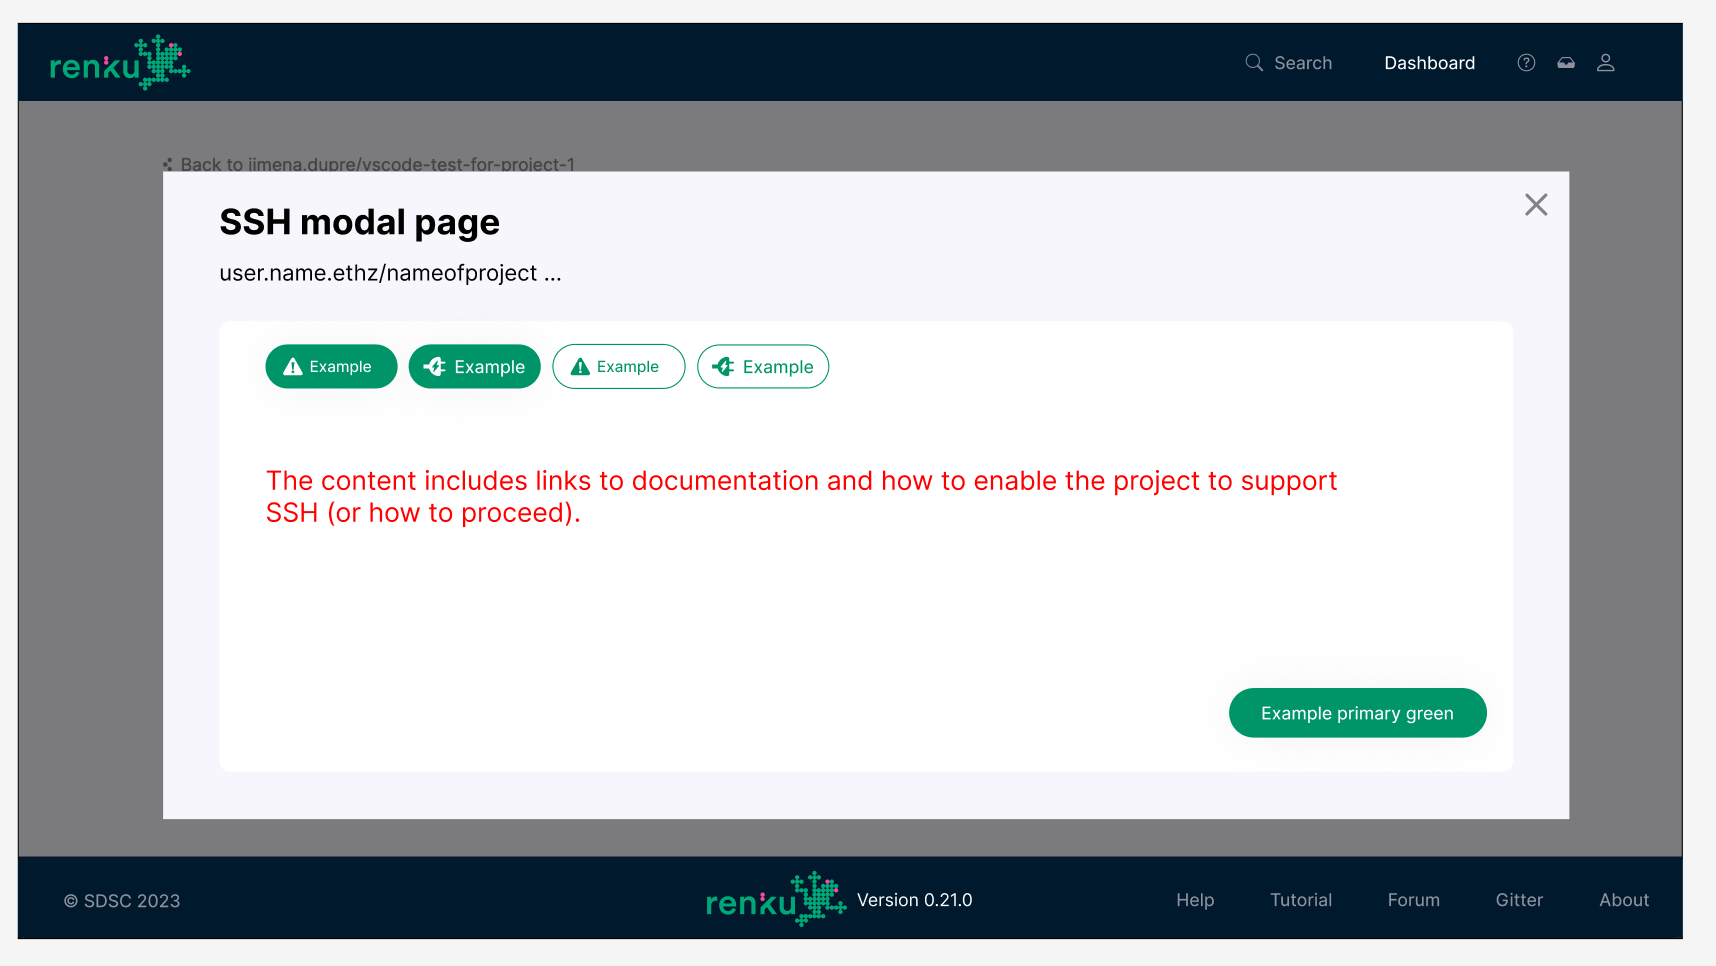 renku
Search
Dashboard
Back to jimena.dupre/vscode-test-for-project-1
SSH modal page
user.name.ethz/nameofproject ...
Example
Example
Example
Example
The content includes links to documentation and how to enable the project to support
SSH (or how to proceed).
Example primary green
© SDSC 2023
renku
Version 0.21.0
Help
Tutorial
Forum
Gitter
About